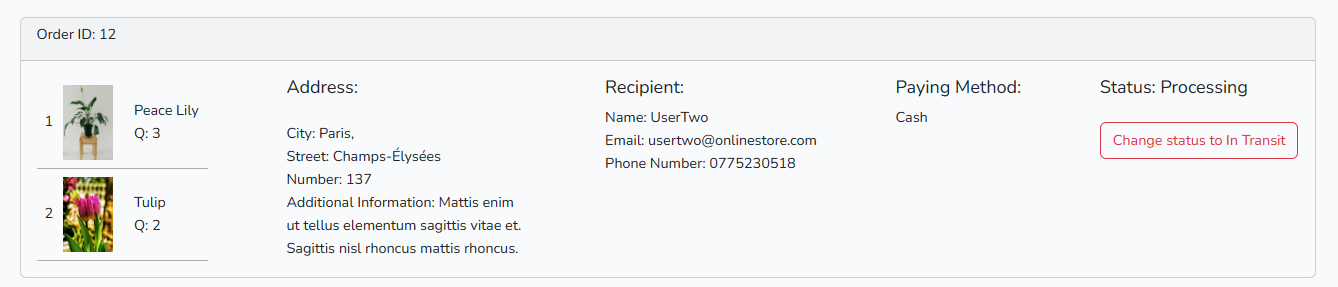 Order ID: 12
1
Peace Lily
Q: 3
2
Tulip
Q: 2
Address:
City: Paris,
Street: Champs-Élysées
Number: 137
Additional Information: Mattis enim
ut tellus elementum sagittis vitae et.
Sagittis nisl rhoncus mattis rhoncus.
Recipient:
Name: UserTwo
Email: usertwo@onlinestore.com
Phone Number: 0775230518
Paying Method:
Cash
Status: Processing
Change status to In Transit